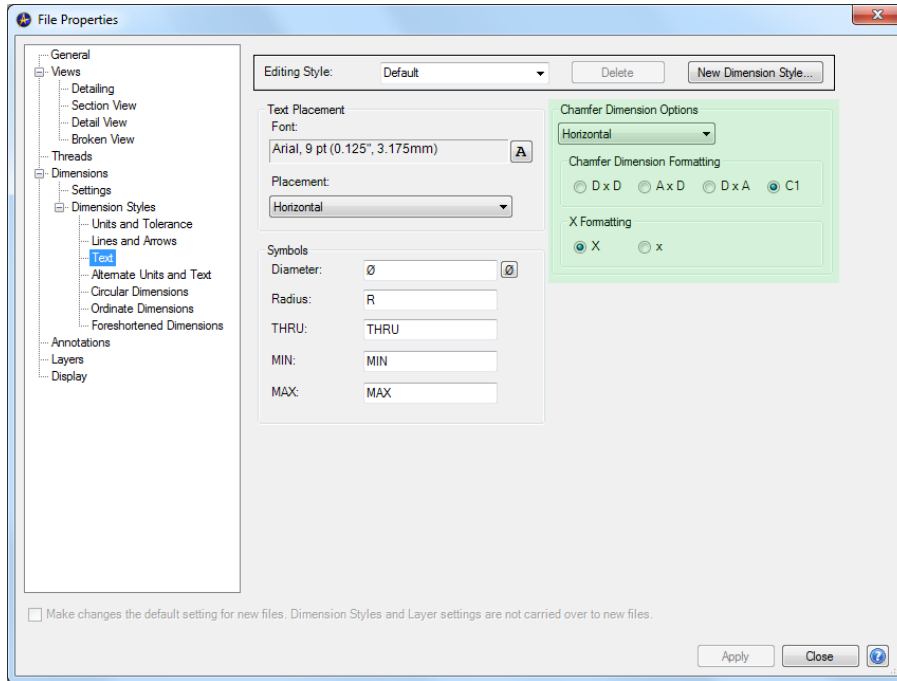 File Properties
General
Views
Detailing
Section View
Detail View
Broken View
Threads
Dimensions
Settings
Dimension Styles
Units and Tolerance
Lines and Arrows
Text
Alternate Units and Text
Circular Dimensions
Ordinate Dimensions
Foreshortened Dimensions
Annotations
Layers
Display
Editing Style: Default Delete New Dimension Style...
Text Placement
Font:
Arial, 9 pt (0.125", 3.175mm) A
Placement:
Horizontal
Symbols
Diameter: Ø Ø
Radius: R
THRU: THRU
MIN: MIN
MAX: MAX
Chamfer Dimension Options
Horizontal
Chamfer Dimension Formatting
D x D A x D D x A C1
X Formatting
X x
Make changes the default setting for new files. Dimension Styles and Layer settings are not carried over to new files.
Apply Close ?